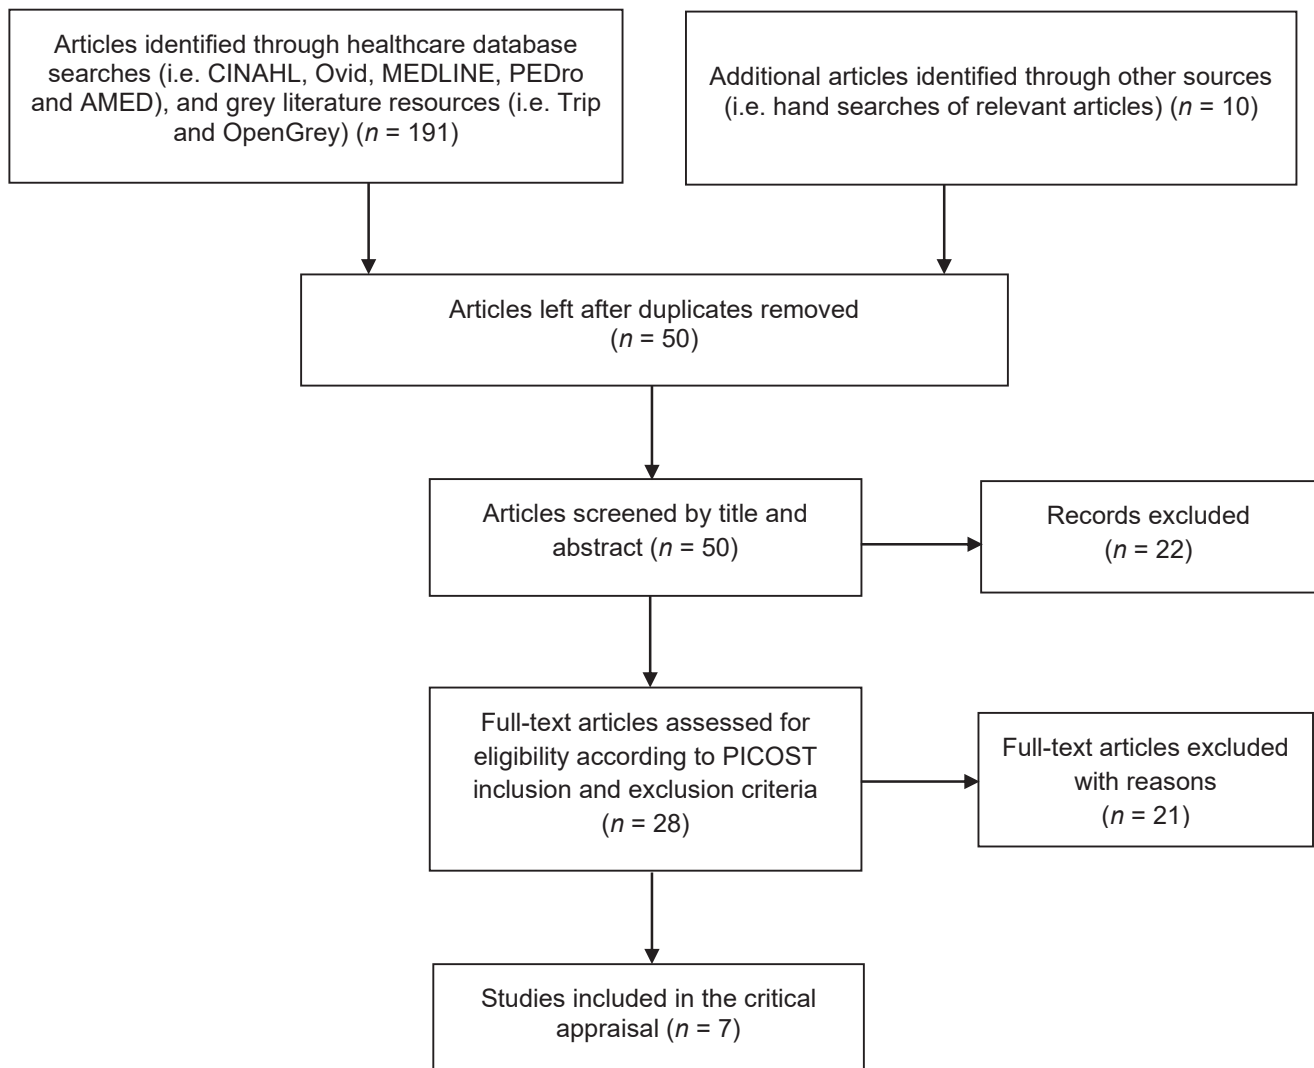 Articles identified through healthcare database
searches (i.e. CINAHL, Ovid, MEDLINE, PEDro
and AMED), and grey literature resources (i.e. Trip
and OpenGrey) (n = 191)
Additional articles identified through other sources
(i.e. hand searches of relevant articles) (n = 10)
Articles left after duplicates removed
(n = 50)
Articles screened by title and
abstract (n = 50)
Records excluded
(n = 22)
Full-text articles assessed for
eligibility according to PICOST
inclusion and exclusion criteria
(n = 28)
Full-text articles excluded
with reasons
(n = 21)
Studies included in the critical
appraisal (n = 7)